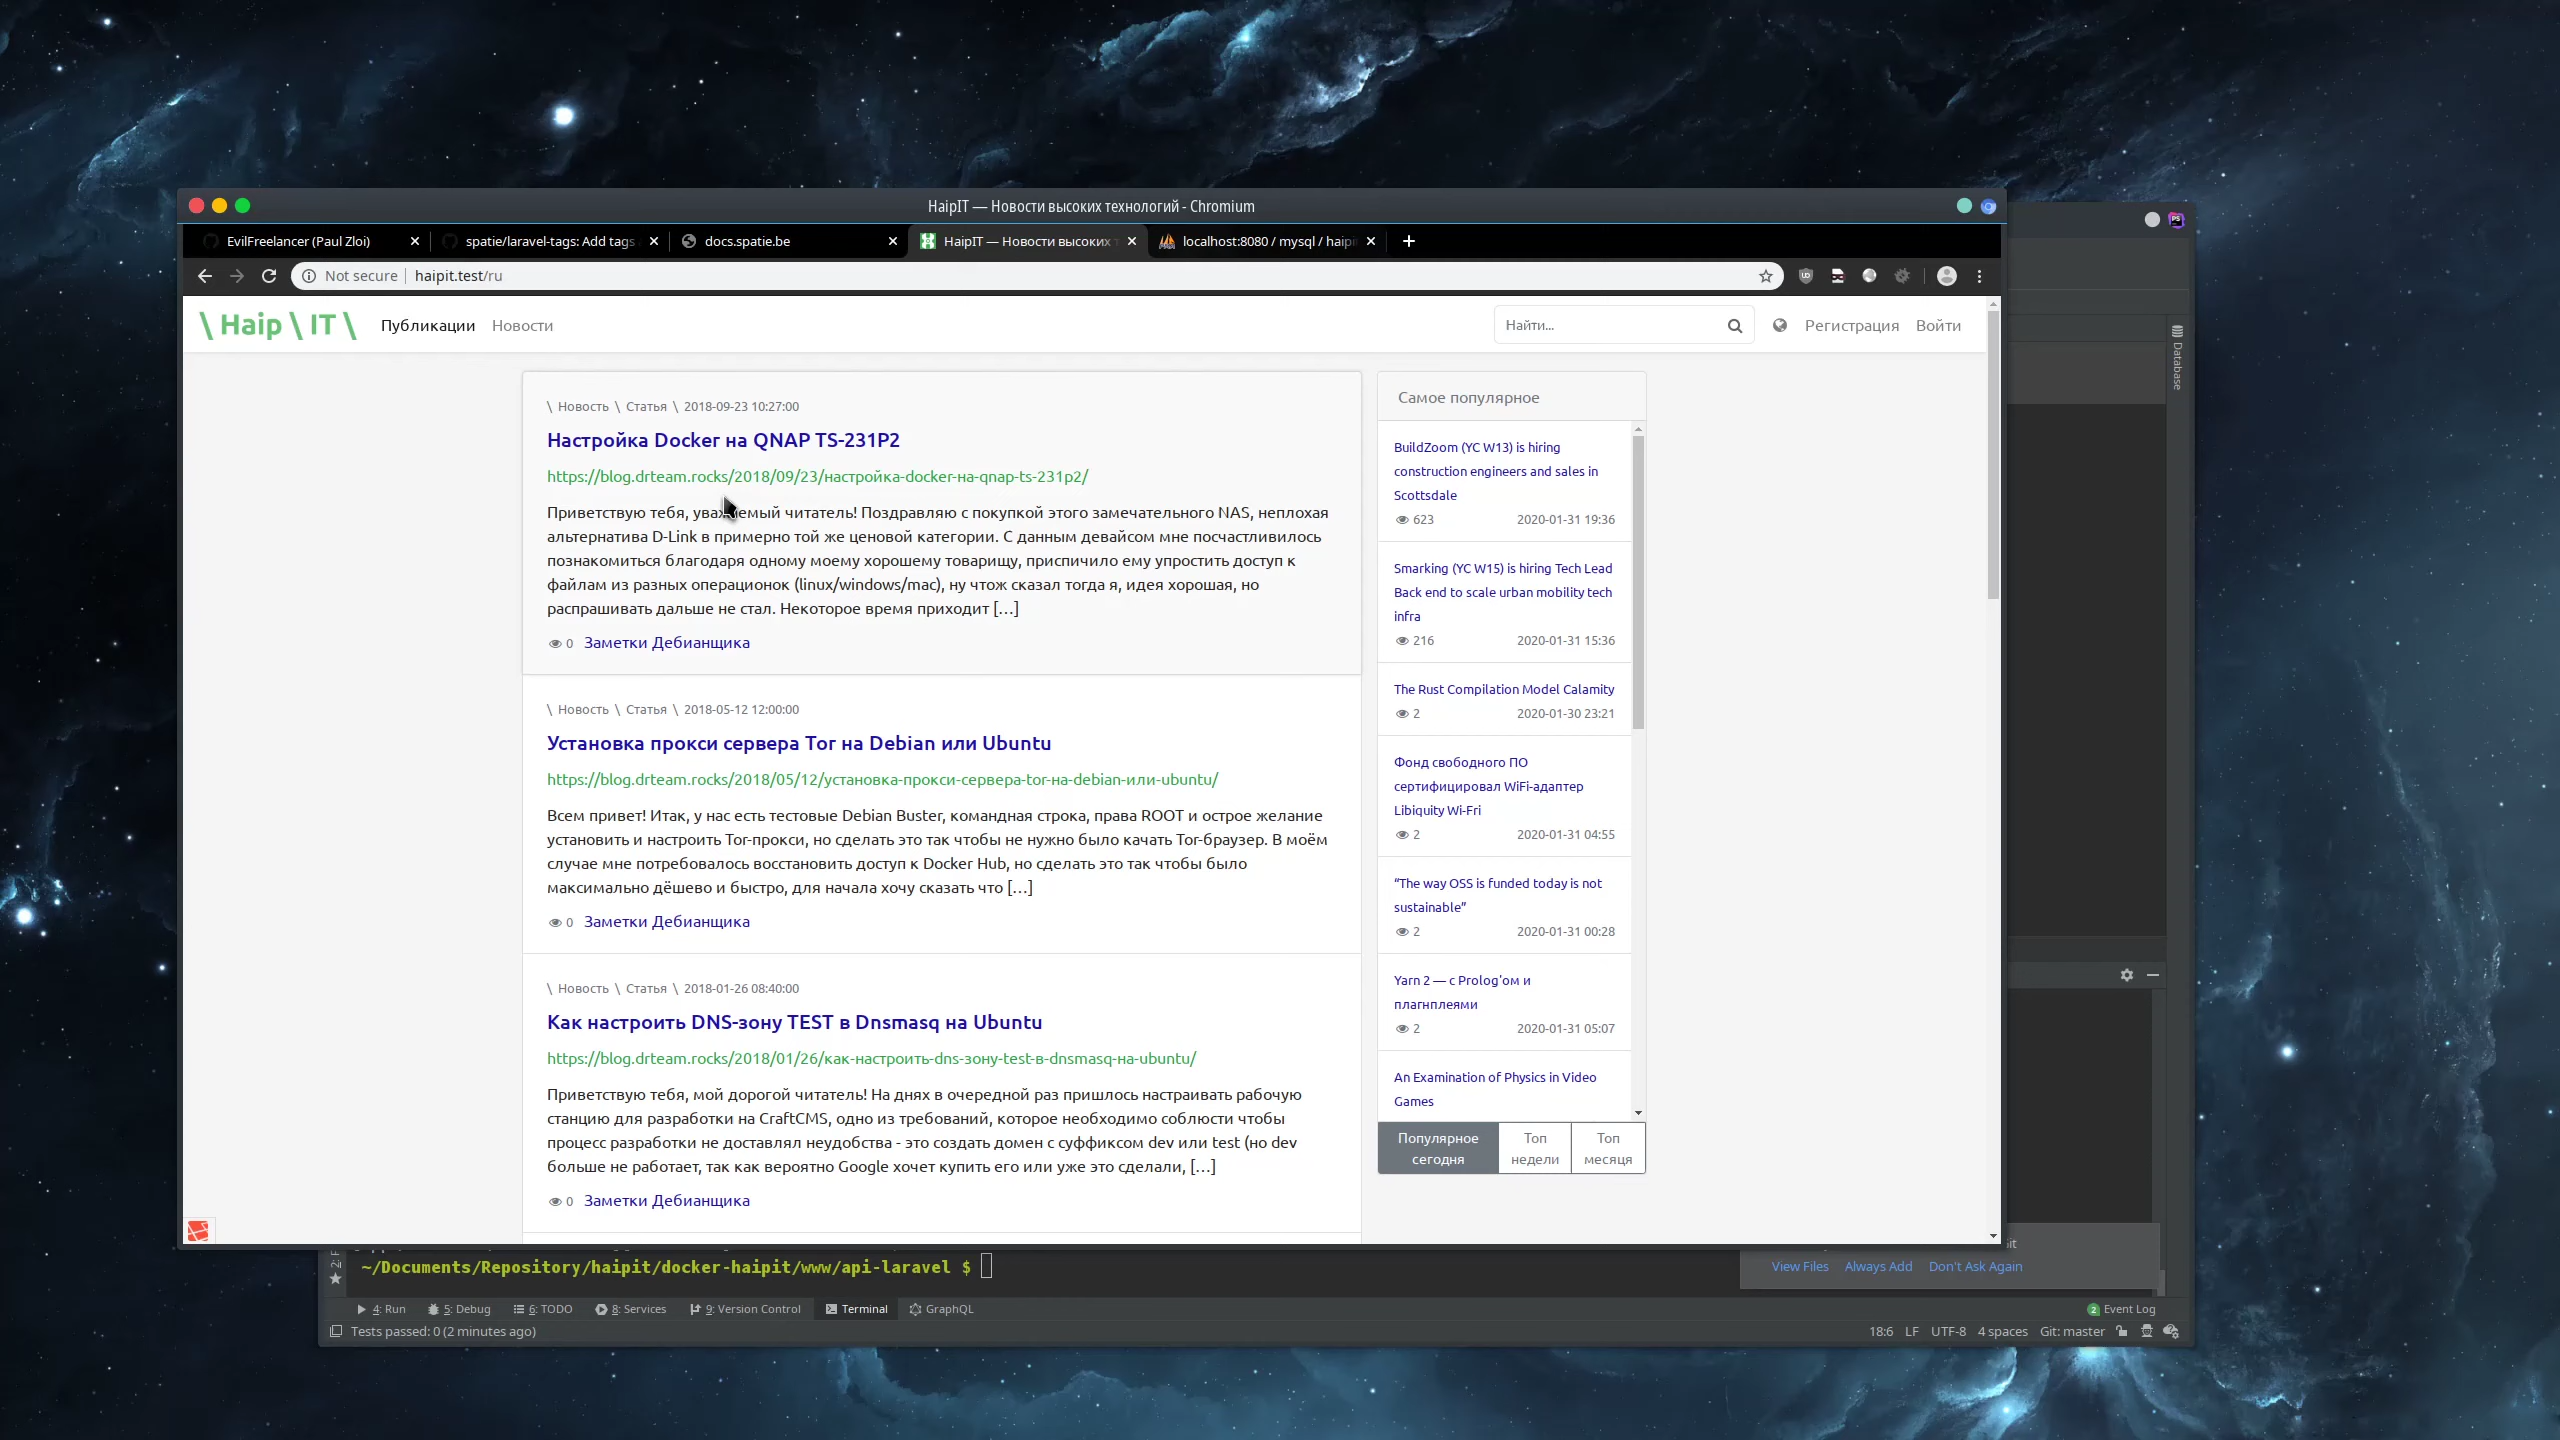 HaipIT — Новости высоких технологий - Chromium
EvilFreelancer (Paul Zloi)
spatie/laravel-tags: Add tags
docs.spatie.be
HaipIT — Новости высоких
localhost:8080 / mysql / haipi
Not secure
haipit.test/ru
\ Haip \ IT \
Публикации
Новости
Найти...
Регистрация
Войти
\ Новость \ Статья \ 2018-09-23 10:27:00
Настройка Docker на QNAP TS-231P2
https://blog.drteam.rocks/2018/09/23/настройка-docker-на-qnap-ts-231p2/
Приветствую тебя, уважаемый читатель! Поздравляю с покупкой этого замечательного NAS, неплохая
альтернатива D-Link в примерно той же ценовой категории. С данным девайсом мне посчастливилось
познакомиться благодаря одному моему хорошему товарищу, приспичило ему упростить доступ к
файлам из разных операционок (linux/windows/mac), ну чтож сказал тогда я, идея хорошая, но
распрашивать дальше не стал. Некоторое время приходит […]
0 Заметки Дебианщика
\ Новость \ Статья \ 2018-05-12 12:00:00
Установка прокси сервера Tor на Debian или Ubuntu
https://blog.drteam.rocks/2018/05/12/установка-прокси-сервера-tor-на-debian-или-ubuntu/
Всем привет! Итак, у нас есть тестовые Debian Buster, командная строка, права ROOT и острое желание
установить и настроить Tor-прокси, но сделать это так чтобы не нужно было качать Tor-браузер. В моём
случае мне потребовалось восстановить доступ к Docker Hub, но сделать это так чтобы было
максимально дёшево и быстро, для начала хочу сказать что […]
0 Заметки Дебианщика
\ Новость \ Статья \ 2018-01-26 08:40:00
Как настроить DNS-зону TEST в Dnsmasq на Ubuntu
https://blog.drteam.rocks/2018/01/26/как-настроить-dns-зону-test-в-dnsmasq-на-ubuntu/
Приветствую тебя, мой дорогой читатель! На днях в очередной раз пришлось настраивать рабочую
станцию для разработки на CraftCMS, одно из требований, которое необходимо соблюсти чтобы
процесс разработки не доставлял неудобства - это создать домен с суффиксом dev или test (но dev
больше не работает, так как вероятно Google хочет купить его или уже это сделали, […]
0 Заметки Дебианщика
Самое популярное
BuildZoom (YC W13) is hiring
construction engineers and sales in
Scottsdale
623 2020-01-31 19:36
Smarking (YC W15) is hiring Tech Lead
Back end to scale urban mobility tech
infra
216 2020-01-31 15:36
The Rust Compilation Model Calamity
2 2020-01-30 23:21
Фонд свободного ПО
сертифицировал WiFi-адаптер
Libiquity Wi-Fri
2 2020-01-31 04:55
“The way OSS is funded today is not
sustainable”
2 2020-01-31 00:28
Yarn 2 — с Prolog'ом и
плагнплеями
2 2020-01-31 05:07
An Examination of Physics in Video
Games
Популярное
сегодня
Топ
недели
Топ
месяца
PS
Database
~/Documents/Repository/haipit/docker-haipit/www/api-laravel $
View Files
Always Add
Don't Ask Again
4: Run
5: Debug
6: TODO
8: Services
9: Version Control
Terminal
GraphQL
2 Event Log
Tests passed: 0 (2 minutes ago)
18:6 LF UTF-8 4 spaces Git: master